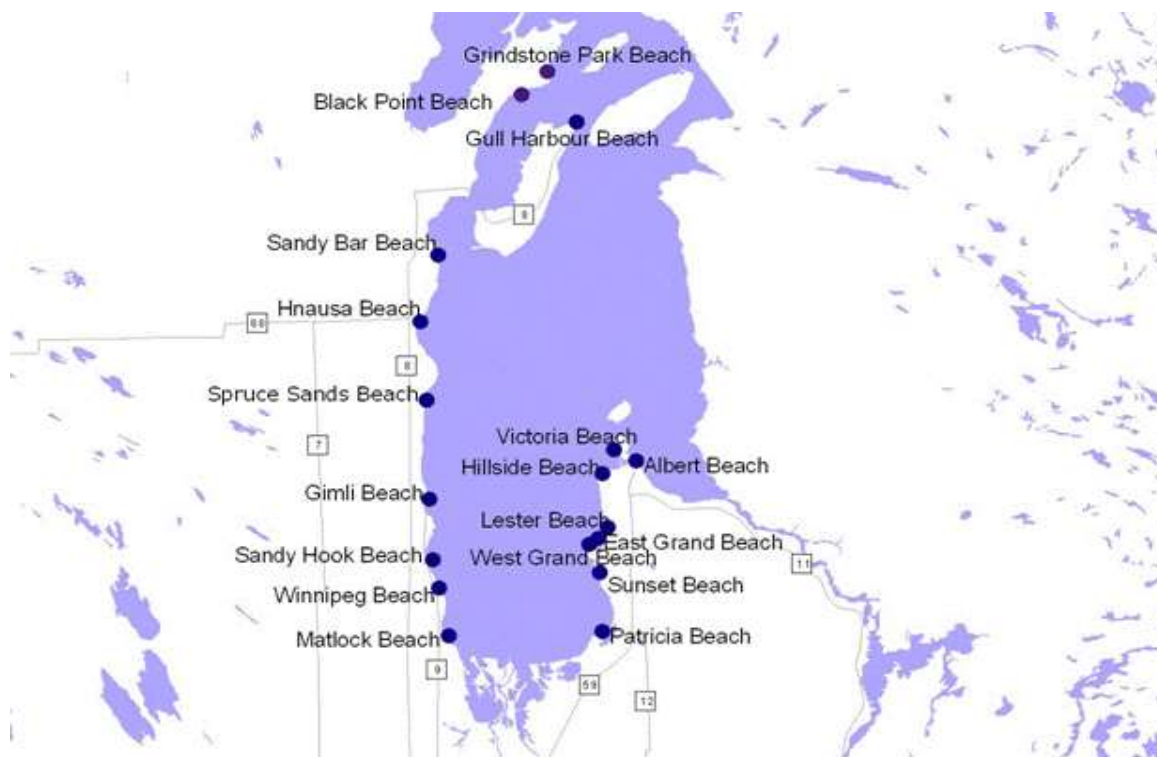 Grindstone Park Beach
Black Point Beach
Gull Harbour Beach
8
Sandy Bar Beach
Hnausa Beach
68
8
Spruce Sands Beach
Victoria Beach
7
Hillside Beach
Albert Beach
Gimli Beach
Lester Beach
East Grand Beach
Sandy Hook Beach
West Grand Beach
11
Sunset Beach
Winnipeg Beach
Matlock Beach
Patricia Beach
9
59
12